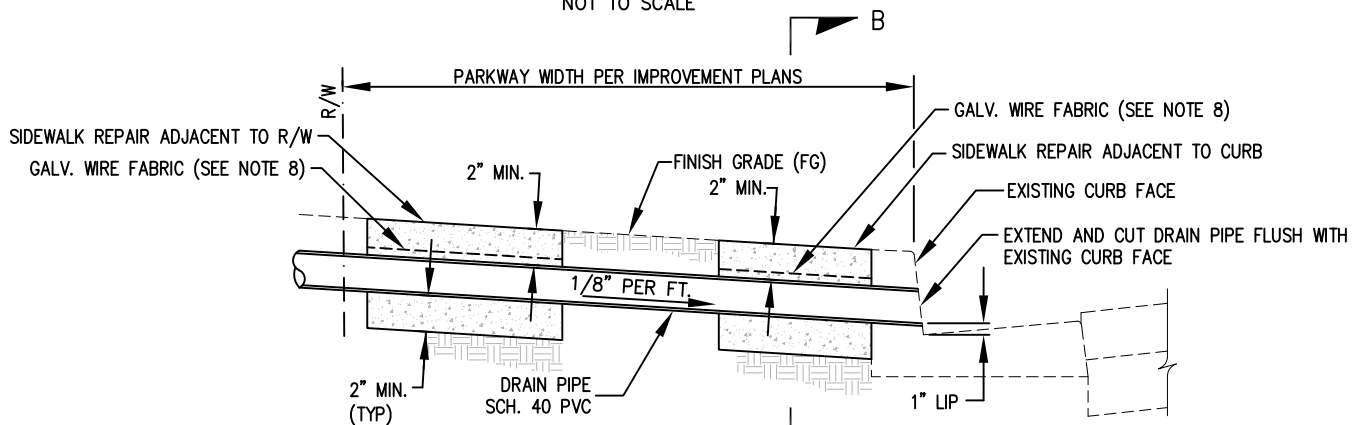 NOT TO SCALE
B
PARKWAY WIDTH PER IMPROVEMENT PLANS
R/W
GALV. WIRE FABRIC (SEE NOTE 8)
SIDEWALK REPAIR ADJACENT TO R/W
SIDEWALK REPAIR ADJACENT TO CURB
GALV. WIRE FABRIC (SEE NOTE 8)
2" MIN.
FINISH GRADE (FG)
2" MIN.
EXISTING CURB FACE
EXTEND AND CUT DRAIN PIPE FLUSH WITH
EXISTING CURB FACE
1/8" PER FT.
2" MIN.
(TYP)
DRAIN PIPE
SCH. 40 PVC
1" LIP